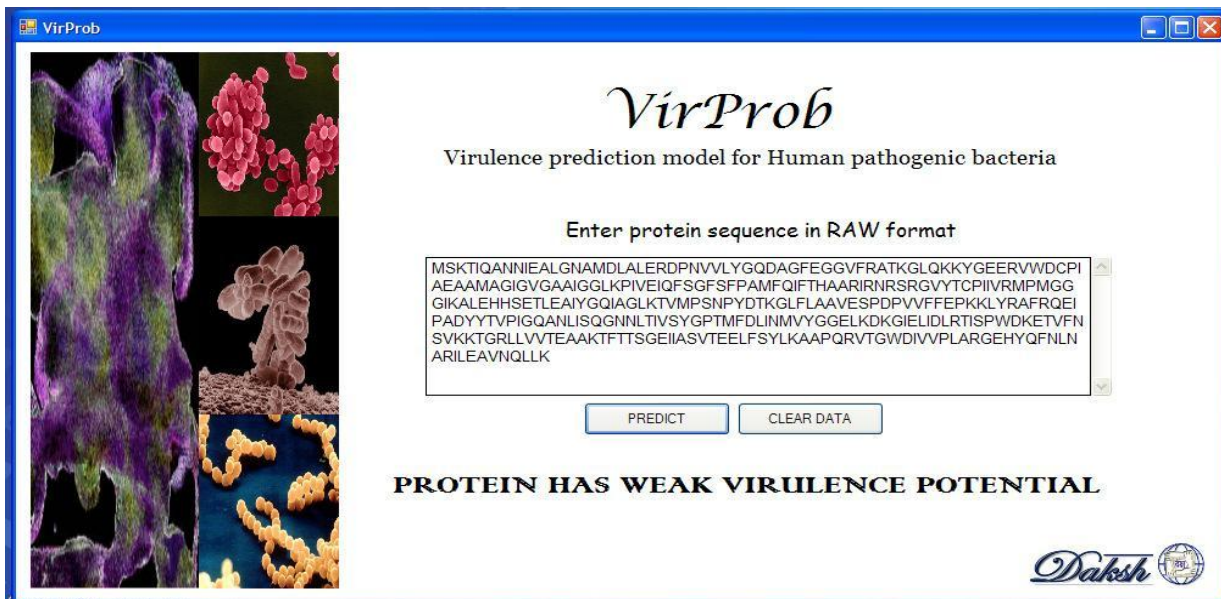 VirProb
VirProb
Virulence prediction model for Human pathogenic bacteria
Enter protein sequence in RAW format
MSKTIQANNIEALGNAMDLALERDPNVVLYGQDAGFEGGVFRATKGLQKKYGEERVWDCPI
AEAAMAGIGVGAAIGGLKPIVEIQFSGFSFPAMFQIFTHAARIRNRSRGVYTCPIIVRMPMGG
GIKALEHHSETLEAIYGQIAGLKTVMPSNPYDTKGLFLAAVESPDPVVFFEPKKLYRAFRQEI
PADYYTVPIGQANLISQGNNLTIVSYGPTMFDLINMVYGGELKDKGIELIDLRTISPWDKETVFN
SVKKTGRLLVVTEAAKTFTTSGEIIASVTEELFSYLKAAPQRVTGWDIVVPLARGEHYQFNLN
ARILEAVNQLLK
PREDICT CLEAR DATA
PROTEIN HAS WEAK VIRULENCE POTENTIAL
Daksh